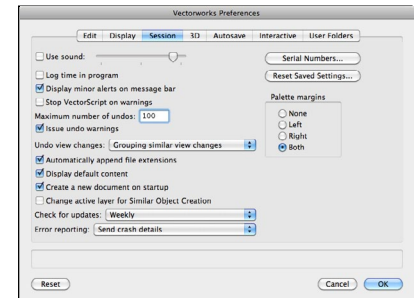 Vectorworks Preferences
Edit Display Session 3D Autosave Interactive User Folders
Use sound:
Serial Numbers...
Log time in program
Reset Saved Settings...
Display minor alerts on message bar
Stop VectorScript on warnings
Palette margins
Maximum number of undos: 100
None
Issue undo warnings
Left
Right
Undo view changes: Grouping similar view changes
Both
Automatically append file extensions
Display default content
Create a new document on startup
Change active layer for Similar Object Creation
Check for updates: Weekly
Error reporting: Send crash details
Reset Cancel OK